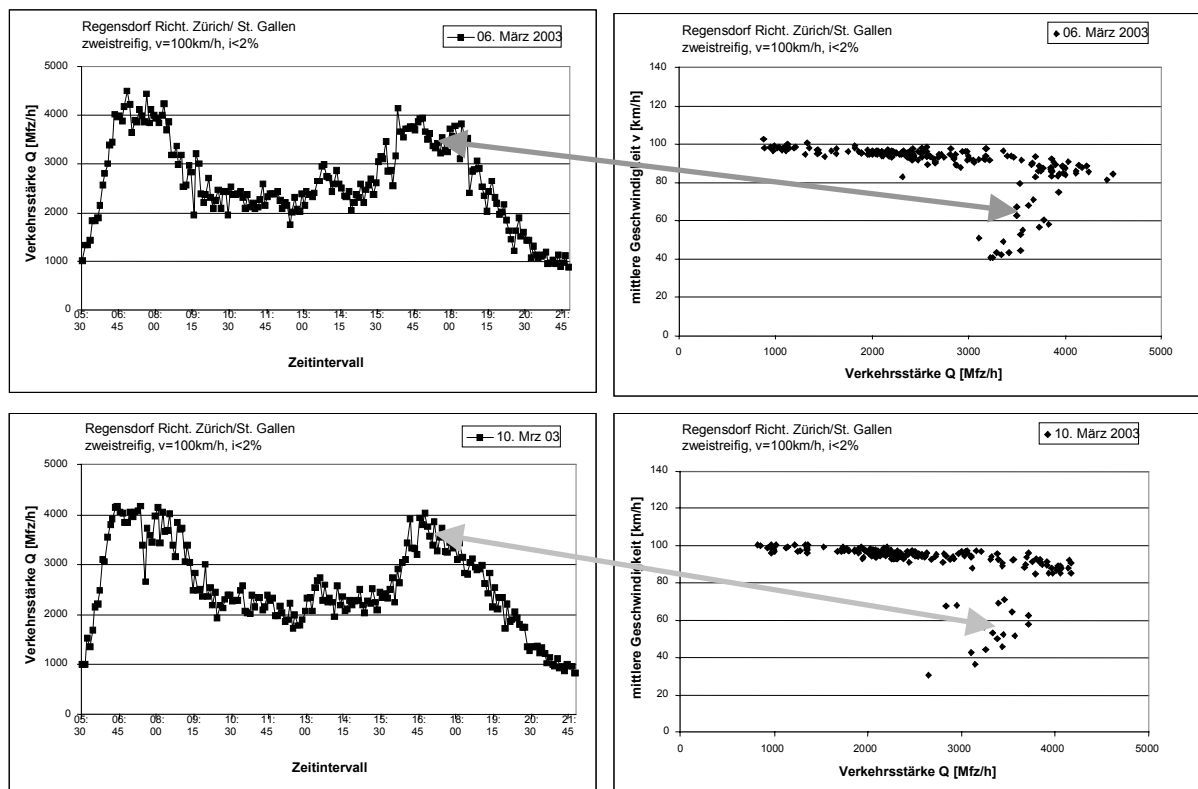 Regensdorf Richt. Zürich/ St. Gallen
zweistreifig, v=100km/h, i<2%
06. März 2003
Verkehrsstärke Q [Mfz/h]
5000
4000
3000
2000
1000
0
05:30 06:45 08:00 09:15 10:30 11:45 13:00 14:15 15:30 16:45 18:00 19:15 20:30 21:45
Zeitintervall
Regensdorf Richt. Zürich/St. Gallen
zweistreifig, v=100km/h, i<2%
06. März 2003
mittlere Geschwindigkeit v [km/h]
140
120
100
80
60
40
20
0
0 1000 2000 3000 4000 5000
Verkehrsstärke Q [Mfz/h]
Regensdorf Richt. Zürich/St. Gallen
zweistreifig, v=100km/h, i<2%
10. Mrz 03
Verkehrsstärke Q [Mfz/h]
5000
4000
3000
2000
1000
0
05:30 06:45 08:00 09:15 10:30 11:45 13:00 14:15 15:30 16:45 18:00 19:15 20:30 21:45
Zeitintervall
Regensdorf Richt. Zürich/St. Gallen
zweistreifig, v=100km/h, i<2%
10. März 2003
mittlere Geschwindigkeit [km/h]
140
120
100
80
60
40
20
0
0 1000 2000 3000 4000 5000
Verkehrsstärke Q [Mfz/h]